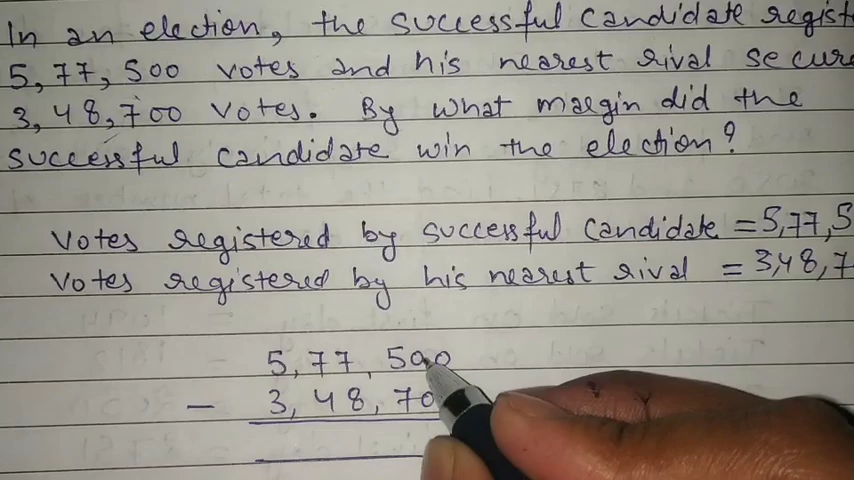 In an election, the successful candidate regist
5,77,500 votes and his nearest rival secure
3,48,700 votes. By what margin did the
successful candidate win the election?
Votes registered by successful candidate = 5,77,5
Votes registered by his nearest rival = 3,48,7
5,77,500
- 3,48,70